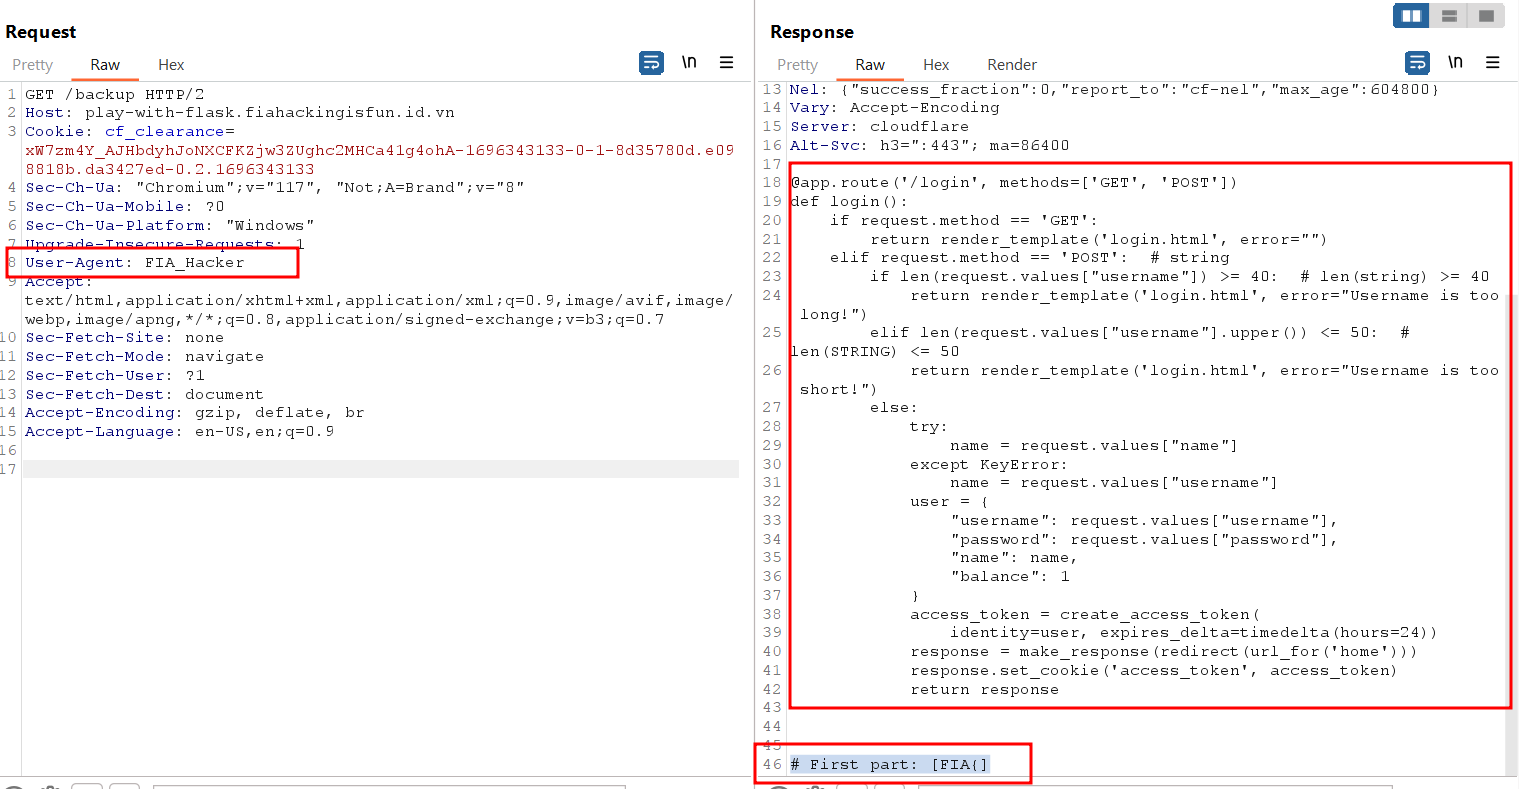 Request
Pretty Raw Hex
\n
1 GET /backup HTTP/2
2 Host: play-with-flask.fiahackingisfun.id.vn
3 Cookie: cf_clearance=
xW7zm4Y_AJHbdyhJoNXCFKZjw3ZUghc2MHCa41g4ohA-1696343133-0-1-8d35780d.e09
8818b.da3427ed-0.2.1696343133
4 Sec-Ch-Ua: "Chromium";v="117", "Not;A=Brand";v="8"
5 Sec-Ch-Ua-Mobile: ?0
6 Sec-Ch-Ua-Platform: "Windows"
7 Upgrade-Insecure-Requests: 1
8 User-Agent: FIA_Hacker
9 Accept:
text/html,application/xhtml+xml,application/xml;q=0.9,image/avif,image/
webp,image/apng,*/*;q=0.8,application/signed-exchange;v=b3;q=0.7
10 Sec-Fetch-Site: none
11 Sec-Fetch-Mode: navigate
12 Sec-Fetch-User: ?1
13 Sec-Fetch-Dest: document
14 Accept-Encoding: gzip, deflate, br
15 Accept-Language: en-US,en;q=0.9
16
17
Response
Pretty Raw Hex Render
\n
13 Nel: {"success_fraction":0,"report_to":"cf-nel","max_age":604800}
14 Vary: Accept-Encoding
15 Server: cloudflare
16 Alt-Svc: h3=":443"; ma=86400
17
18 @app.route('/login', methods=['GET', 'POST'])
19 def login():
20 if request.method == 'GET':
21 return render_template('login.html', error="")
22 elif request.method == 'POST':  # string
23 if len(request.values["username"]) >= 40:  # len(string) >= 40
24 return render_template('login.html', error="Username is too
long!")
25 elif len(request.values["username"].upper()) <= 50:  #
len(STRING) <= 50
26 return render_template('login.html', error="Username is too
short!")
27 else:
28 try:
29 name = request.values["name"]
30 except KeyError:
31 name = request.values["username"]
32 user = {
33 "username": request.values["username"],
34 "password": request.values["password"],
35 "name": name,
36 "balance": 1
37 }
38 access_token = create_access_token(
39 identity=user, expires_delta=timedelta(hours=24))
40 response = make_response(redirect(url_for('home')))
41 response.set_cookie('access_token', access_token)
42 return response
43
44
45
46 # First part: [FIA{]